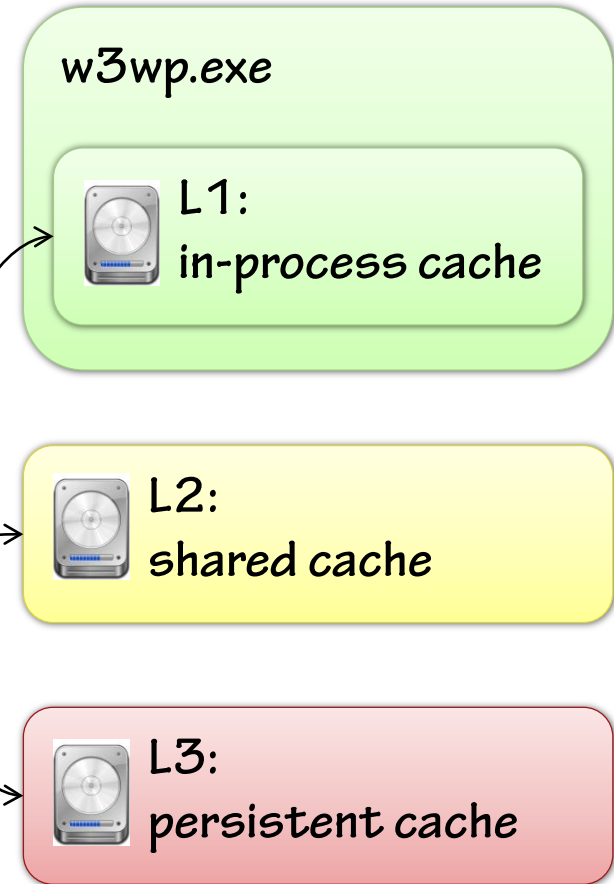 w3wp.exe
L1:
in-process cache
L2:
shared cache
L3:
persistent cache